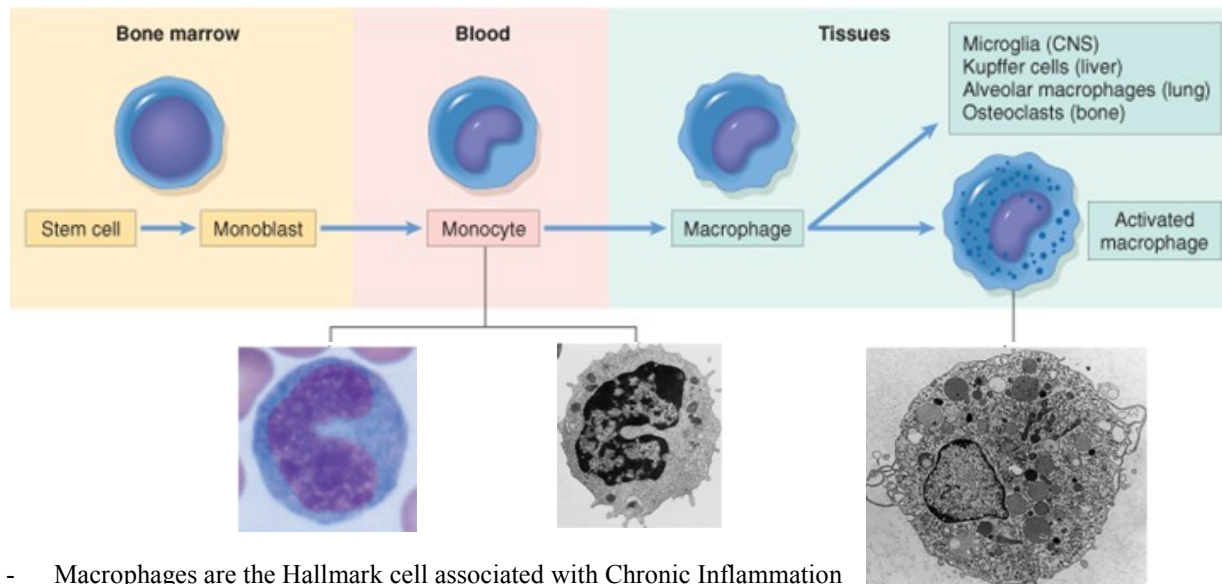 Bone marrow
Blood
Tissues
Microglia (CNS)
Kupffer cells (liver)
Alveolar macrophages (lung)
Osteoclasts (bone)
Stem cell
Monoblast
Monocyte
Macrophage
Activated
macrophage
- Macrophages are the Hallmark cell associated with Chronic Inflammation